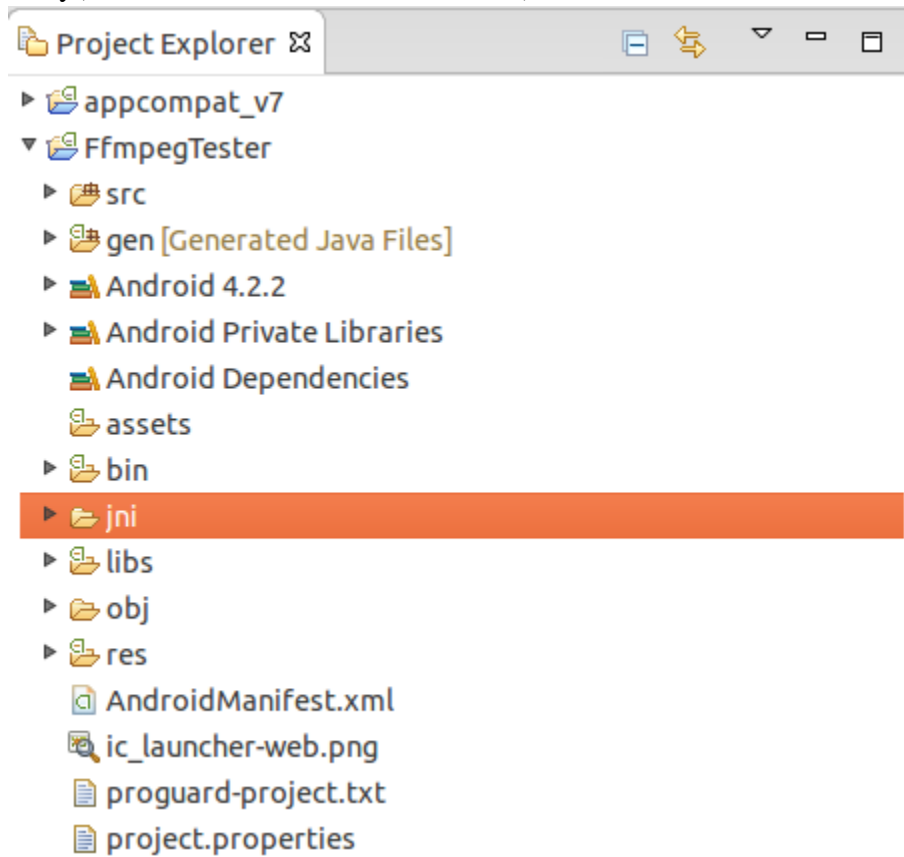 Project Explorer
appcompat_v7
FfmpegTester
src
gen [Generated Java Files]
Android 4.2.2
Android Private Libraries
Android Dependencies
assets
bin
jni
libs
obj
res
AndroidManifest.xml
ic_launcher-web.png
proguard-project.txt
project.properties